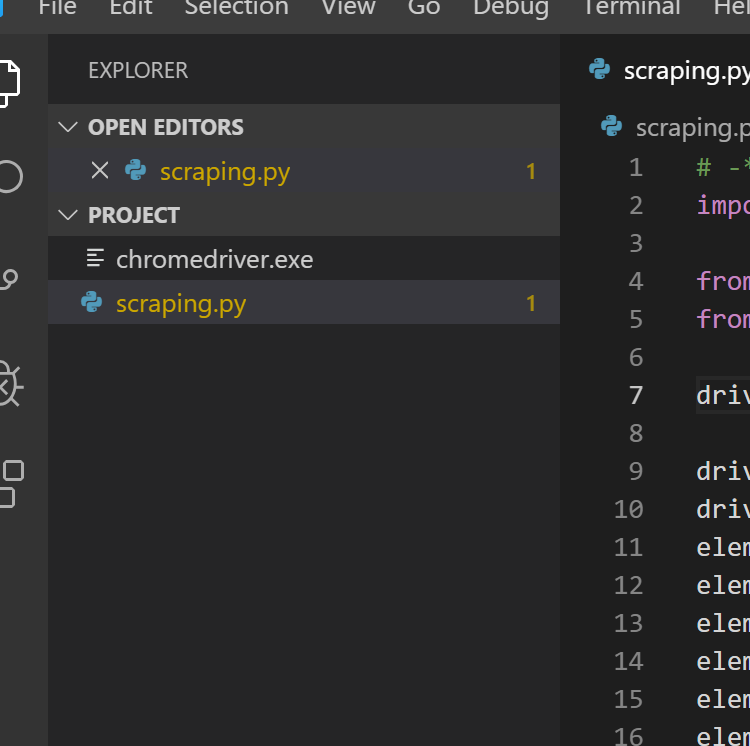 File Edit Selection View Go Debug Terminal Hel
EXPLORER
OPEN EDITORS
scraping.py 1
PROJECT
chromedriver.exe
scraping.py 1
scraping.py
scraping.p
1 # -*
2 impo
3
4 from
5 from
6
7 driv
8
9 driv
10 driv
11 elem
12 elem
13 elem
14 elem
15 elem
16 elem